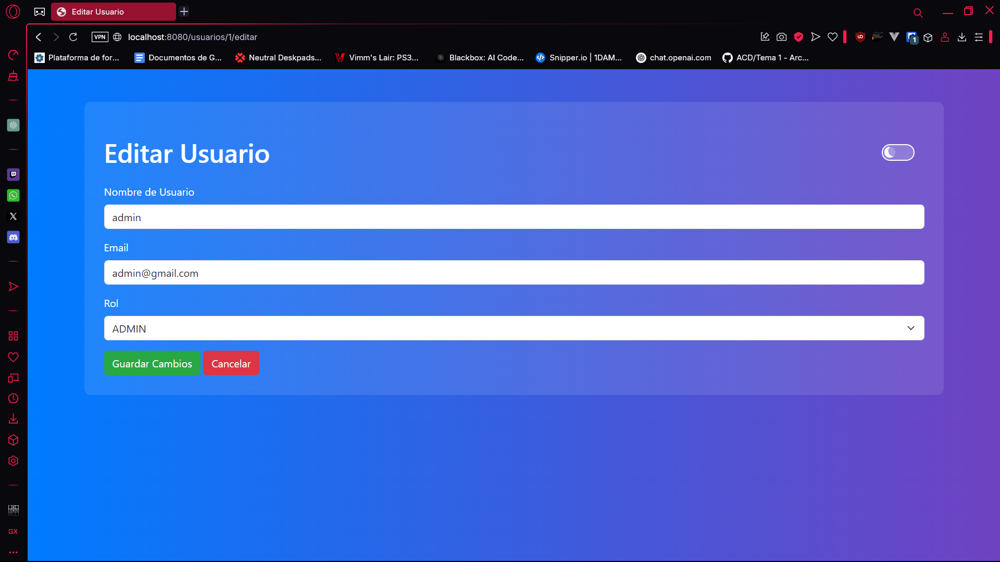 Editar Usuario
VPN localhost:8080/usuarios/1/editar
1
Plataforma de for... Documentos de G... Neutral Deskpads... Vimm's Lair: PS3... Blackbox: AI Code... Snipper.io | 1DAM... chat.openai.com ACD/Tema 1 - Arc...
Editar Usuario
Nombre de Usuario
admin
Email
admin@gmail.com
Rol
ADMIN
Guardar Cambios Cancelar
GX